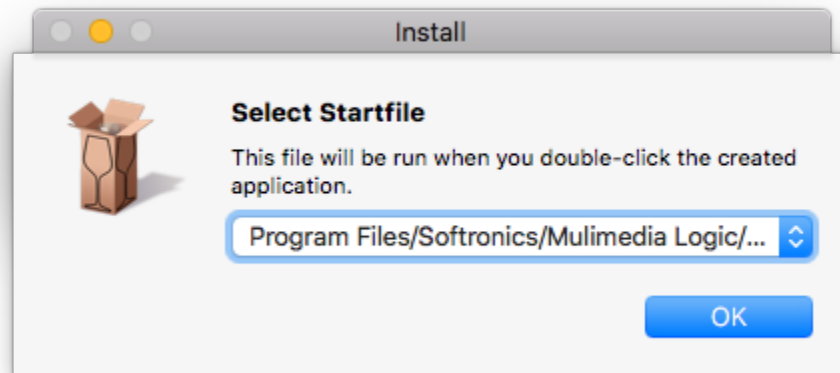 Install
Select Startfile
This file will be run when you double-click the created
application.
Program Files/Softronics/Mulimedia Logic/...
OK